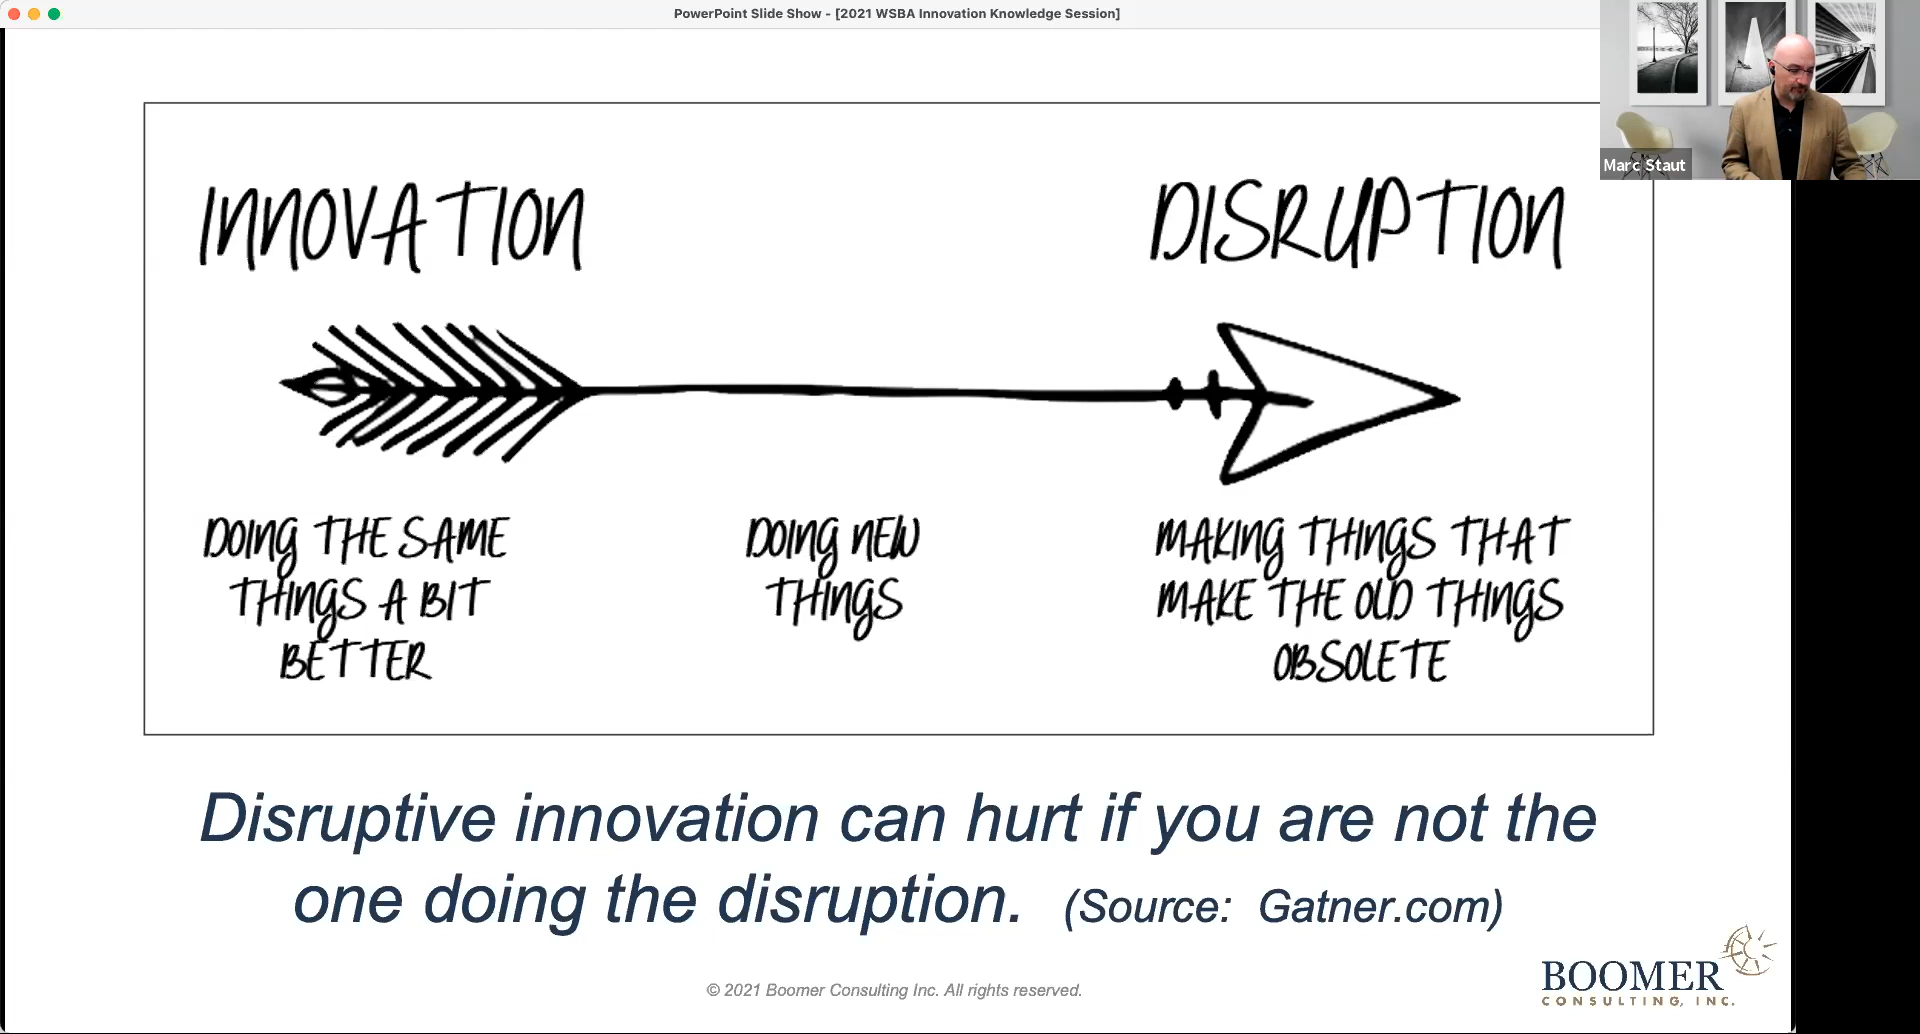 PowerPoint Slide Show - [2021 WSBA Innovation Knowledge Session]
Marc Staut
INNOVATION
DISRUPTION
DOING THE SAME
THINGS A BIT
BETTER
DOING NEW
THINGS
MAKING THINGS THAT
MAKE THE OLD THINGS
OBSOLETE
Disruptive innovation can hurt if you are not the
one doing the disruption. (Source: Gatner.com)
© 2021 Boomer Consulting Inc. All rights reserved.
BOOMER
CONSULTING, INC.